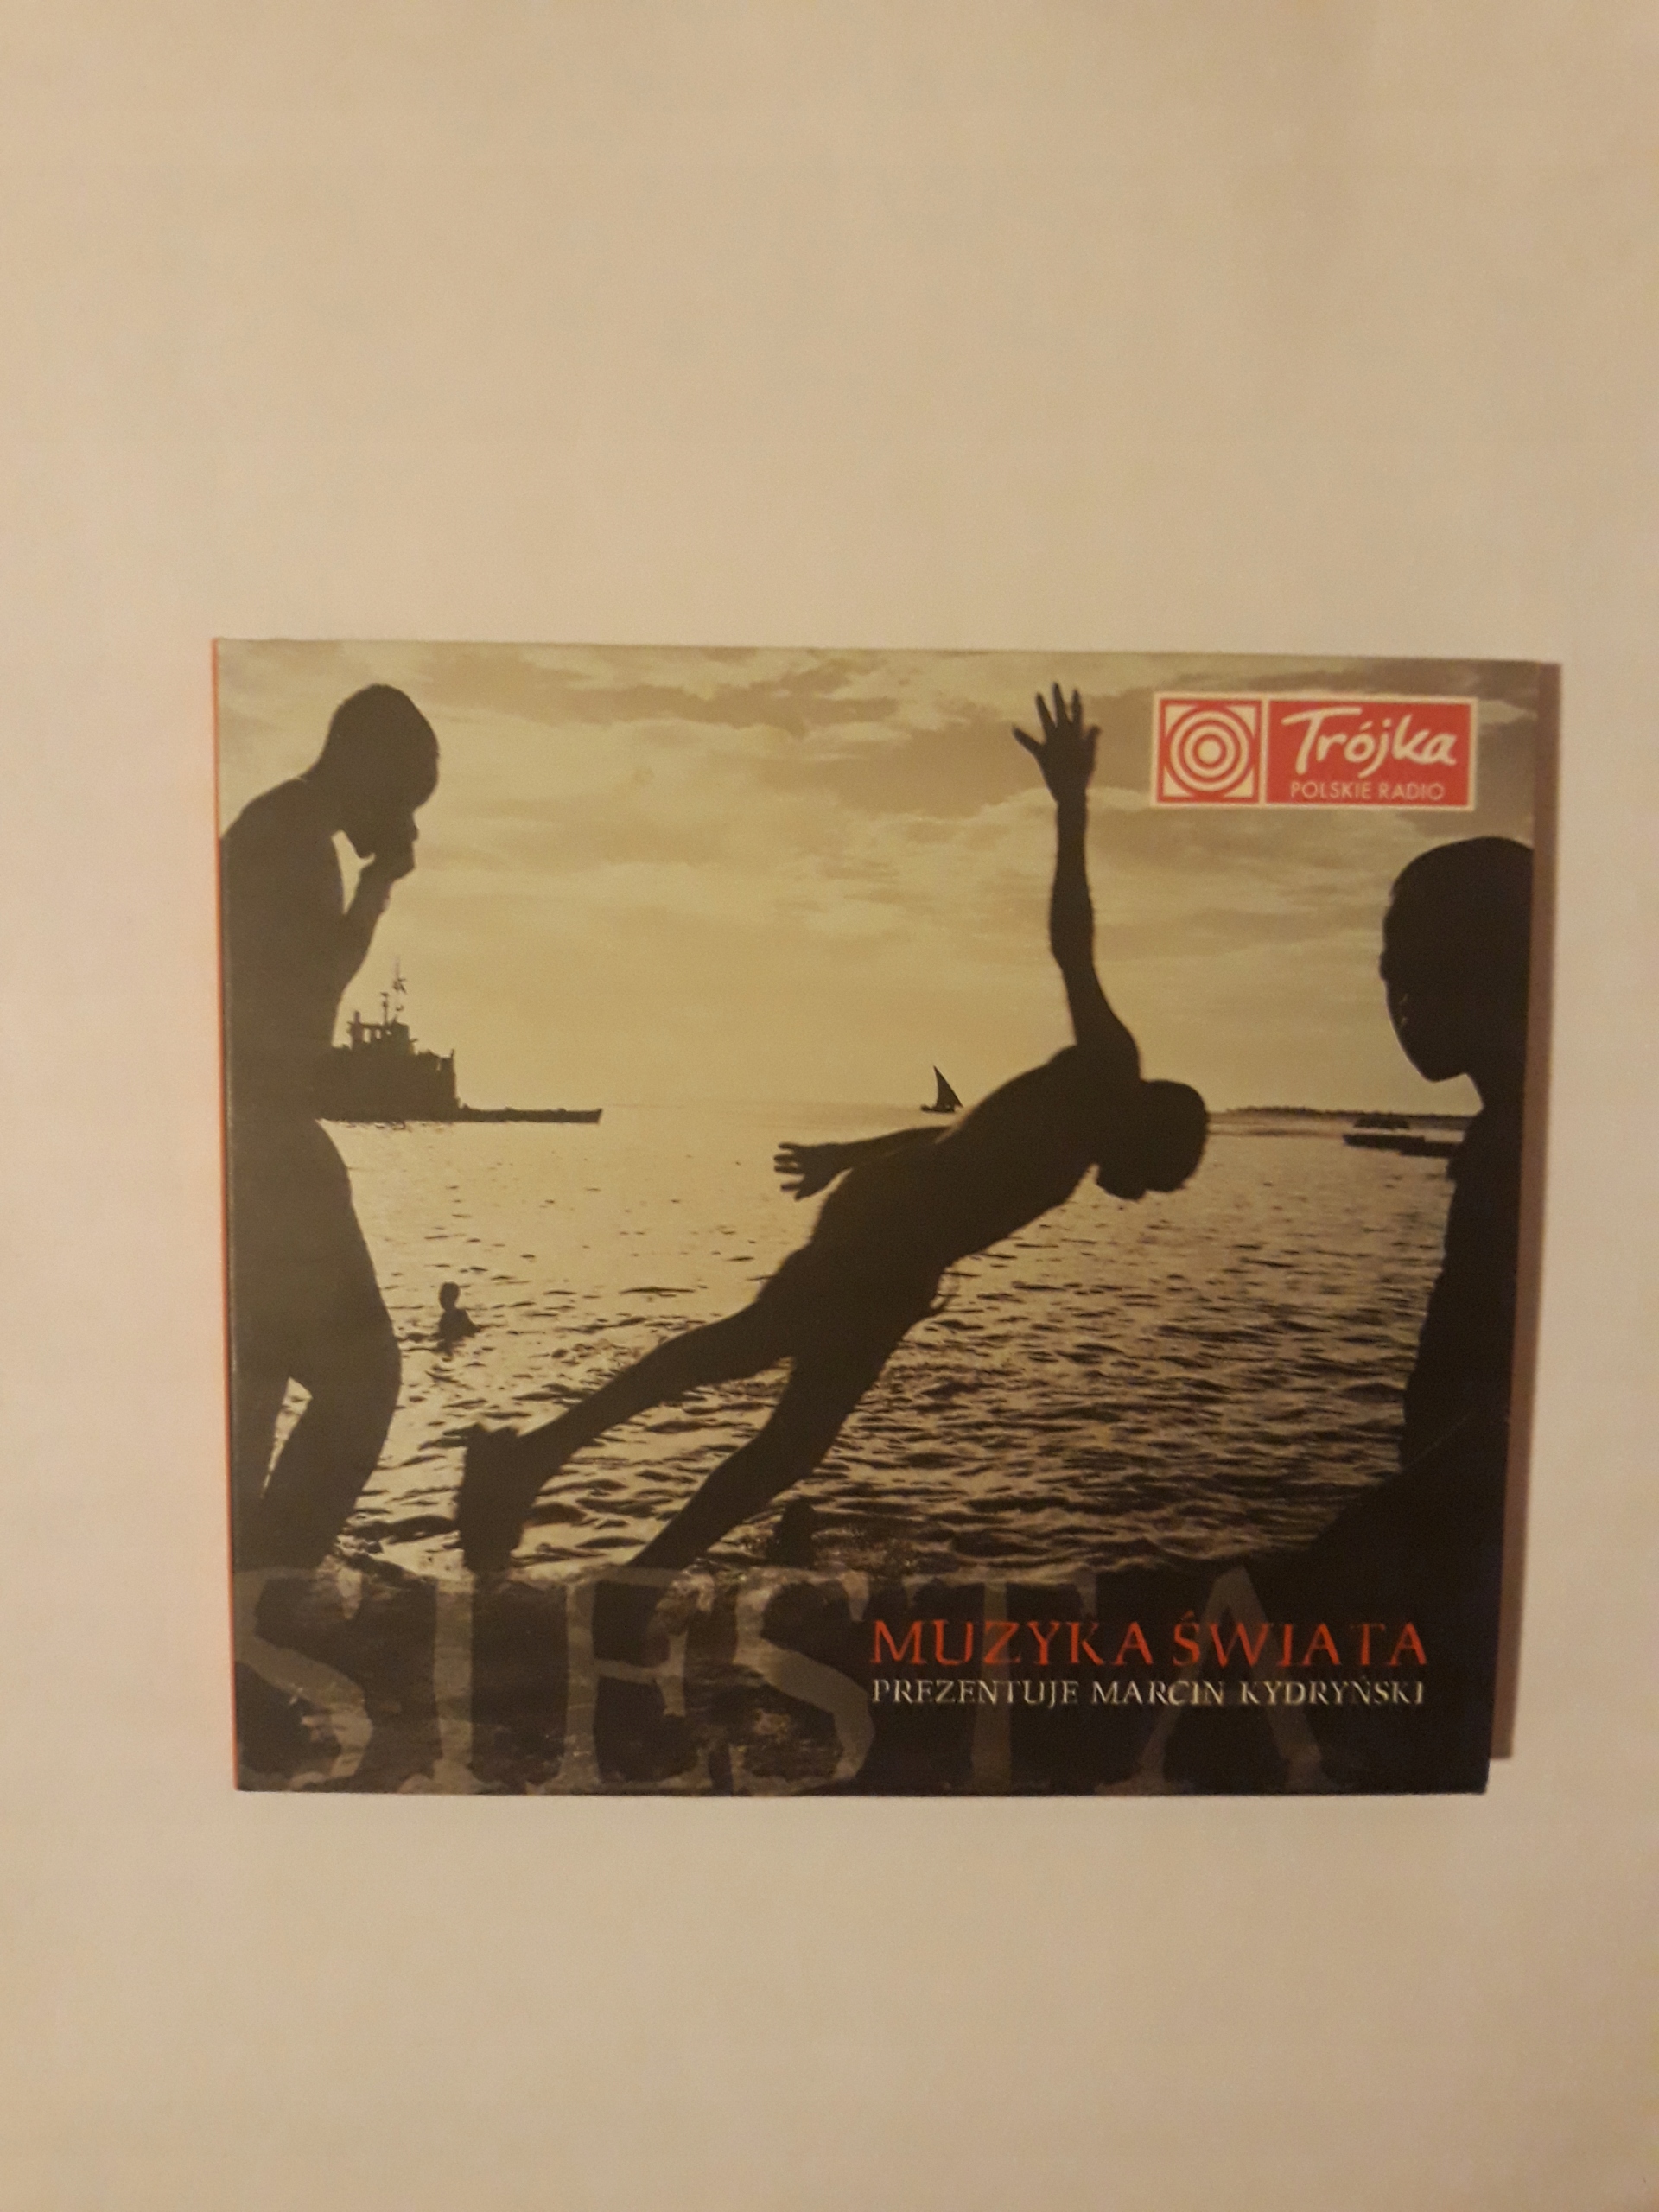 Trójka
POLSKIE RADIO
SIESTA
MUZYKA ŚWIATA
PREZENTUJE MARCIN KYDRYŃSKI